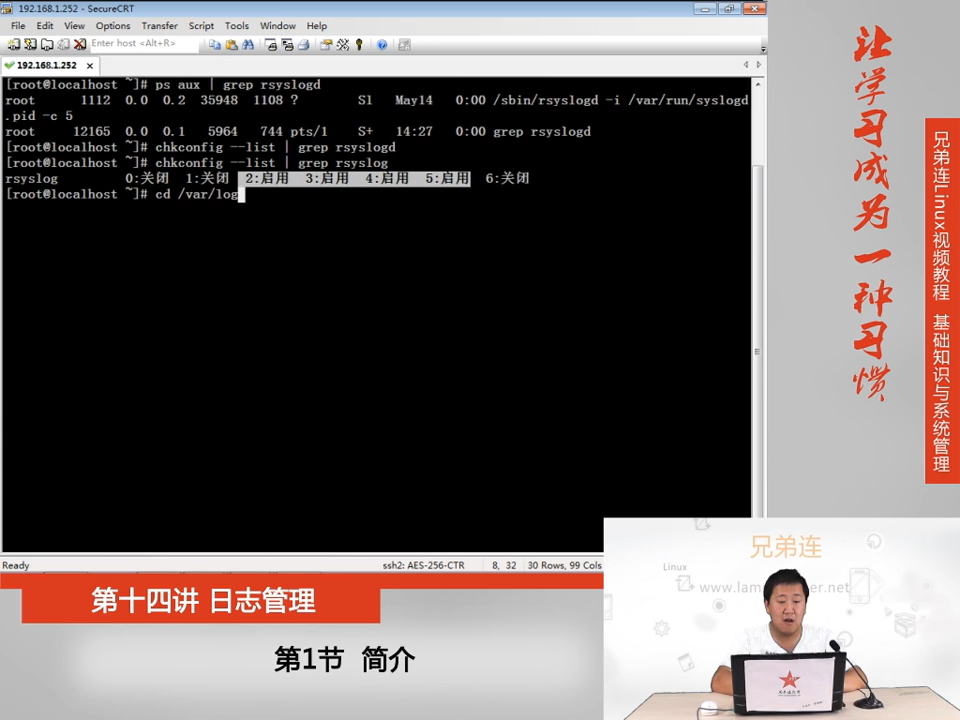 192.168.1.252 - SecureCRT
File Edit View Options Transfer Script Tools Window Help
Enter host <Alt+R>
192.168.1.252
[root@localhost ~]# ps aux | grep rsyslogd
root 1112 0.0 0.2 35948 1108 ? Sl May14 0:00 /sbin/rsyslogd -i /var/run/syslogd
.pid -c 5
root 12165 0.0 0.1 5964 744 pts/1 S+ 14:27 0:00 grep rsyslogd
[root@localhost ~]# chkconfig --list | grep rsyslogd
[root@localhost ~]# chkconfig --list | grep rsyslog
rsyslog 0:关闭 1:关闭 2:启用 3:启用 4:启用 5:启用 6:关闭
[root@localhost ~]# cd /var/log
Ready ssh2: AES-256-CTR 8, 32 30 Rows, 99 Cols
让学习成为一种习惯
兄弟连Linux视频教程 基础知识与系统管理
第十四讲 日志管理
第1节 简介
兄弟连
Linux